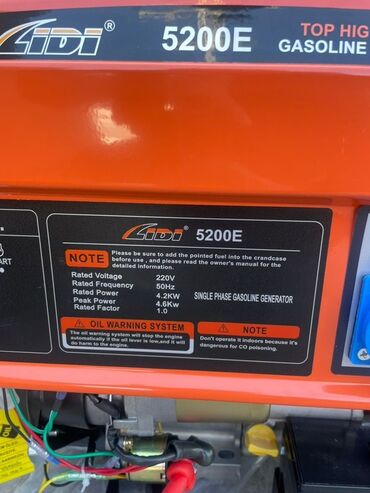 LIDI® 5200E TOP HIG
GASOLINE
LIDI 5200E
NOTE Please be sure to add the pointed fuel into the crandcase
before use , and please read the owner's manual for the
detailed information.
Rated Voltage 220V
Rated Frequency 50Hz
Rated Power 4.2KW
Peak Power 4.6Kw
Rated Factor 1.0
SINGLE PHASE GASOLINE GENERATOR
OIL WARNING SYSTEM
The oil warning system will stop the engine
automatically if the oil lever is low,and it will
do harm to the engine.
NOTE
Don't operate it indoors because it's
dangerous for CO poisoning.
ART